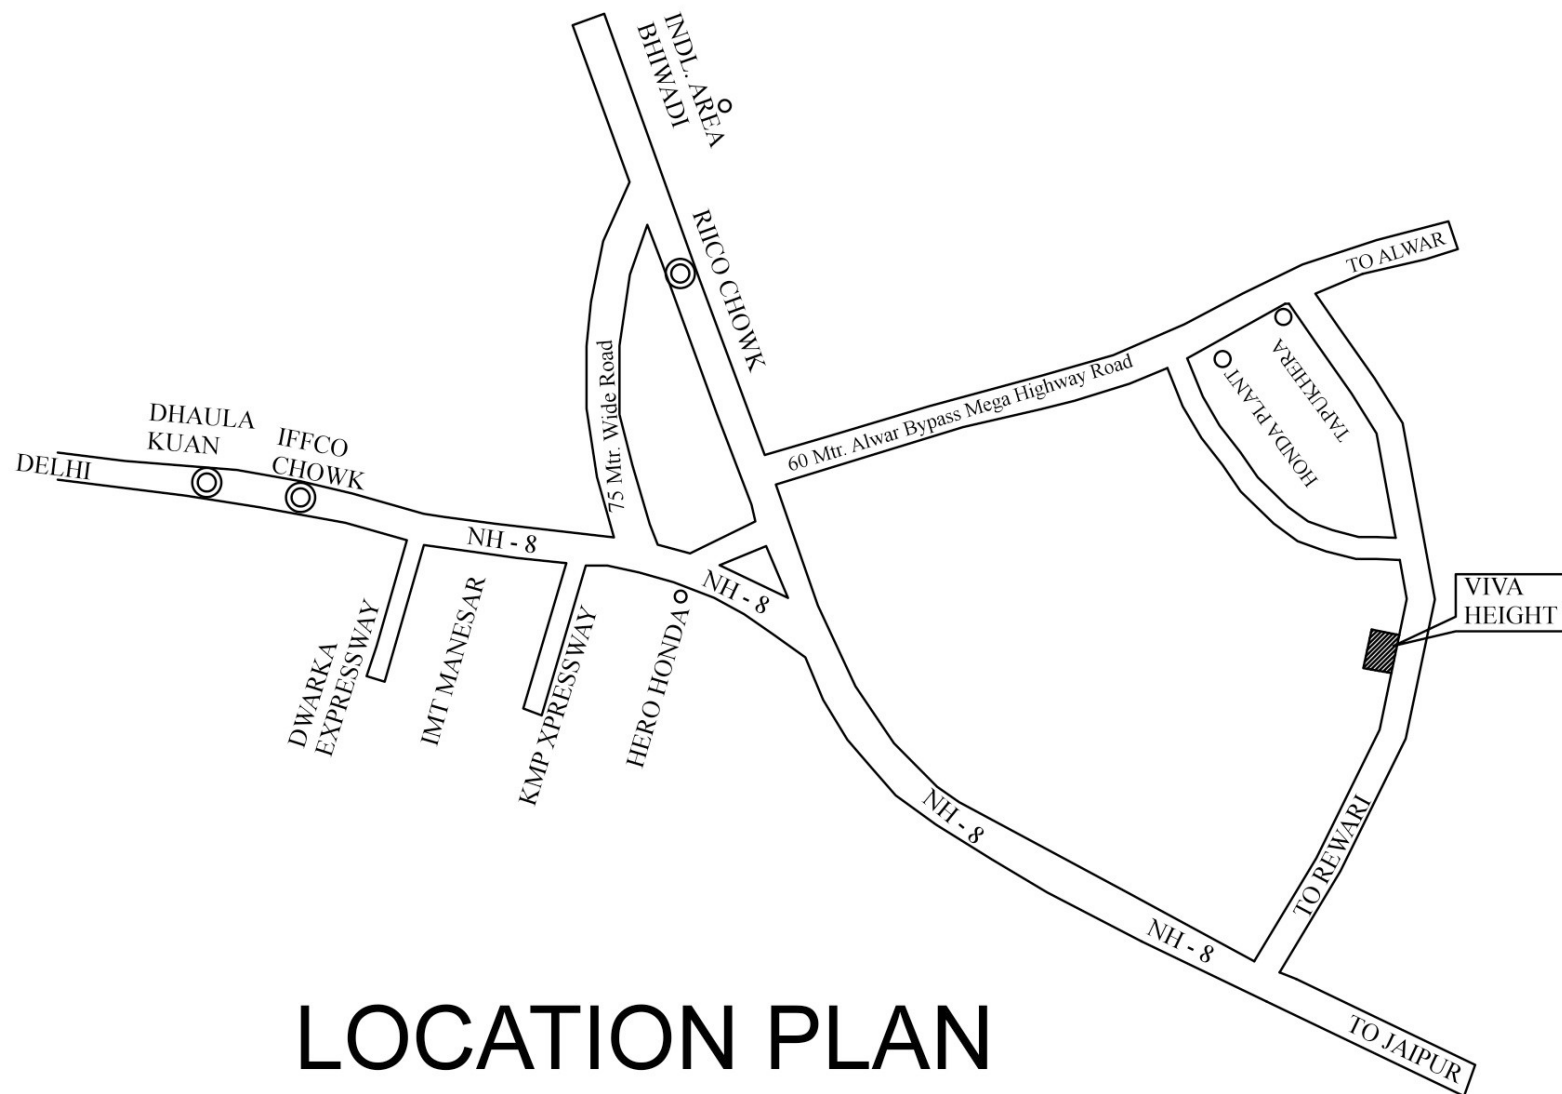 INDL. AREA
BHIWADI
RIICO CHOWK
TO ALWAR
60 Mtr. Alwar Bypass Mega Highway Road
75 Mtr. Wide Road
TAPUKHERA
HONDA PLANT
DHAULA
KUAN
IFFCO
CHOWK
DELHI
NH - 8
NH - 8
VIVA
HEIGHT
DWARKA
EXPRESSWAY
IMT MANESAR
KMP XPRESSWAY
HERO HONDA
NH - 8
TO REWARI
NH - 8
TO JAIPUR
LOCATION PLAN